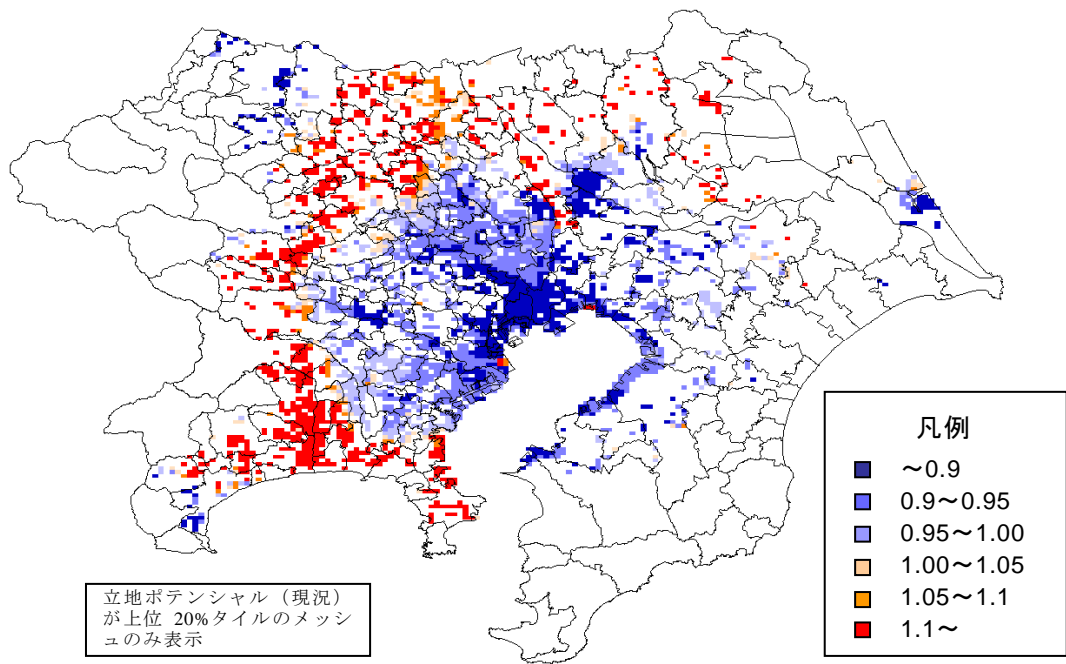 凡例
～0.9
0.9～0.95
0.95～1.00
1.00～1.05
1.05～1.1
1.1～
立地ポテンシャル（現況）
が上位 20%タイルのメッシ
ュのみ表示